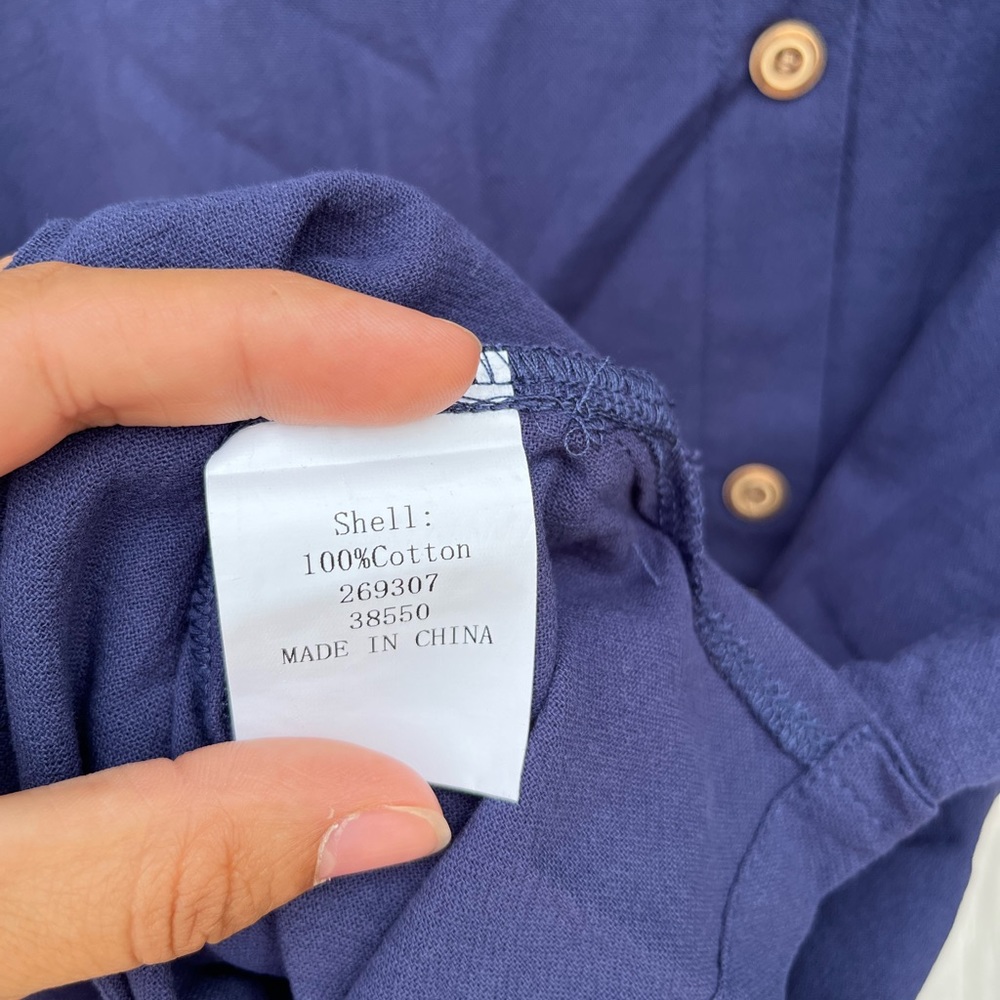 Shell:
100%Cotton
269307
38550
MADE IN CHINA